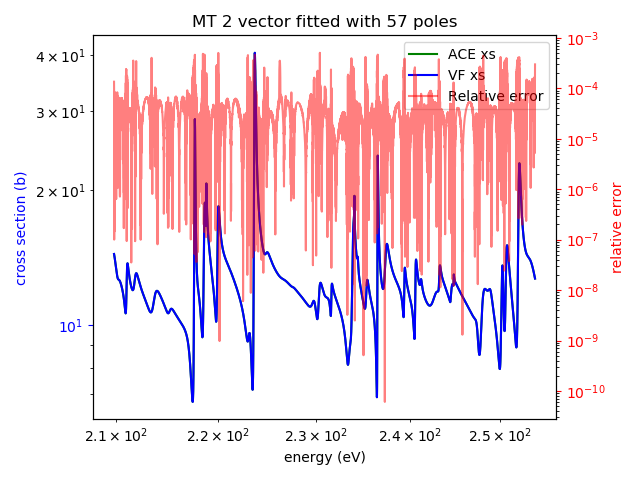 MT 2 vector fitted with 57 poles
ACE xs
VF xs
Relative error
cross section (b)
4 × 10¹
3 × 10¹
2 × 10¹
10¹
relative error
10⁻³
10⁻⁴
10⁻⁵
10⁻⁶
10⁻⁷
10⁻⁸
10⁻⁹
10⁻¹⁰
2.1 × 10² 2.2 × 10² 2.3 × 10² 2.4 × 10² 2.5 × 10²
energy (eV)